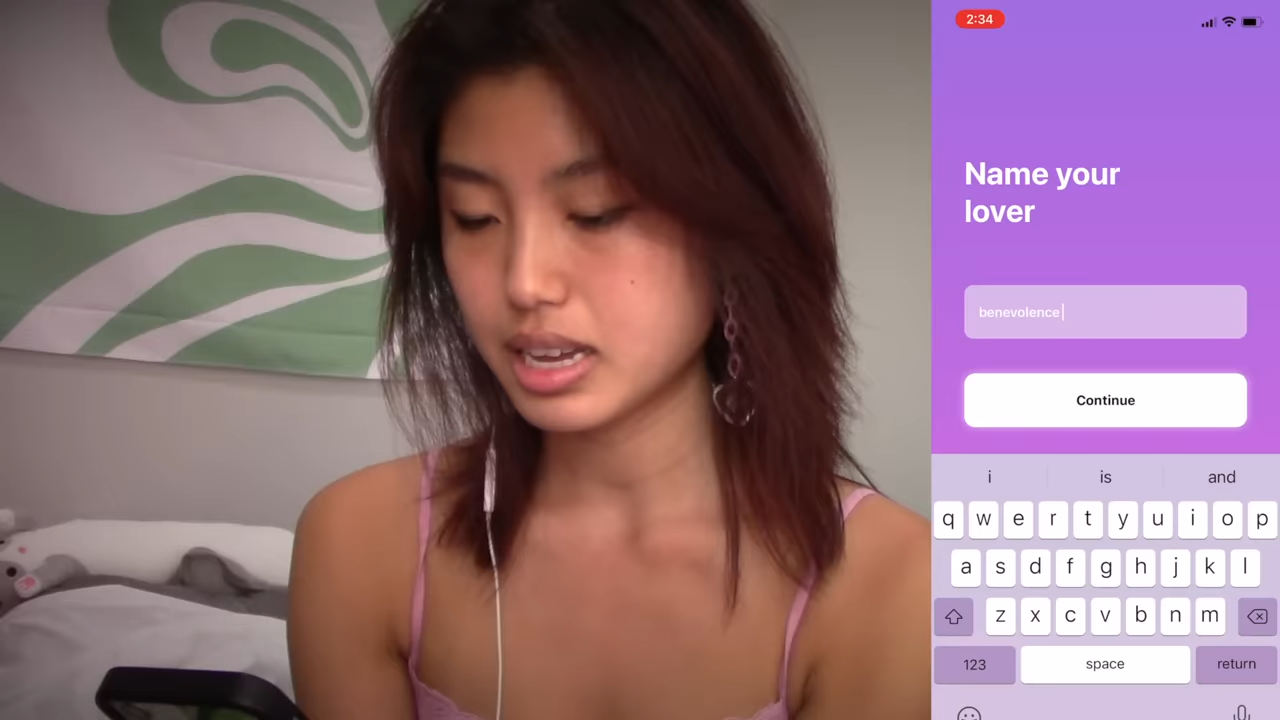 2:34
Name your
lover
benevolence
Continue
i is and
q w e r t y u i o p
a s d f g h j k l
z x c v b n m
123 space return